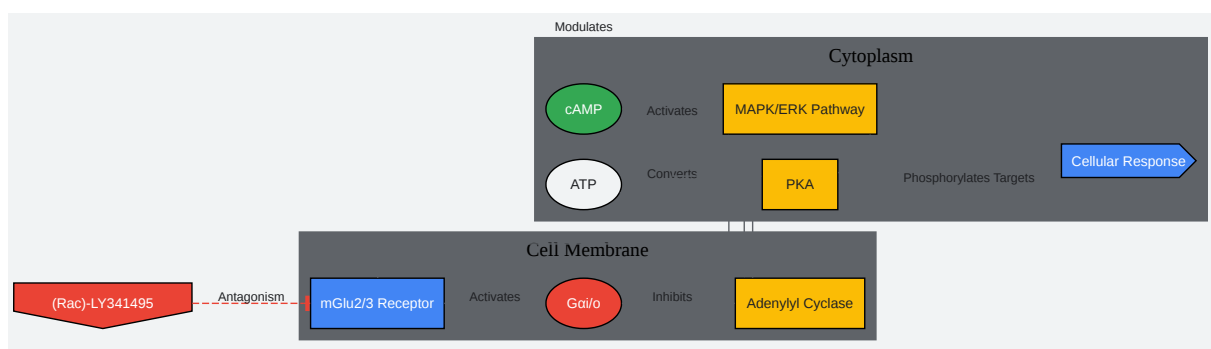 Modulates
Cytoplasm
cAMP
Activates
MAPK/ERK Pathway
Cellular Response
ATP
Converts
PKA
Phosphorylates Targets
Cell Membrane
(Rac)-LY341495
Antagonism
mGlu2/3 Receptor
Activates
Gαi/o
Inhibits
Adenylyl Cyclase